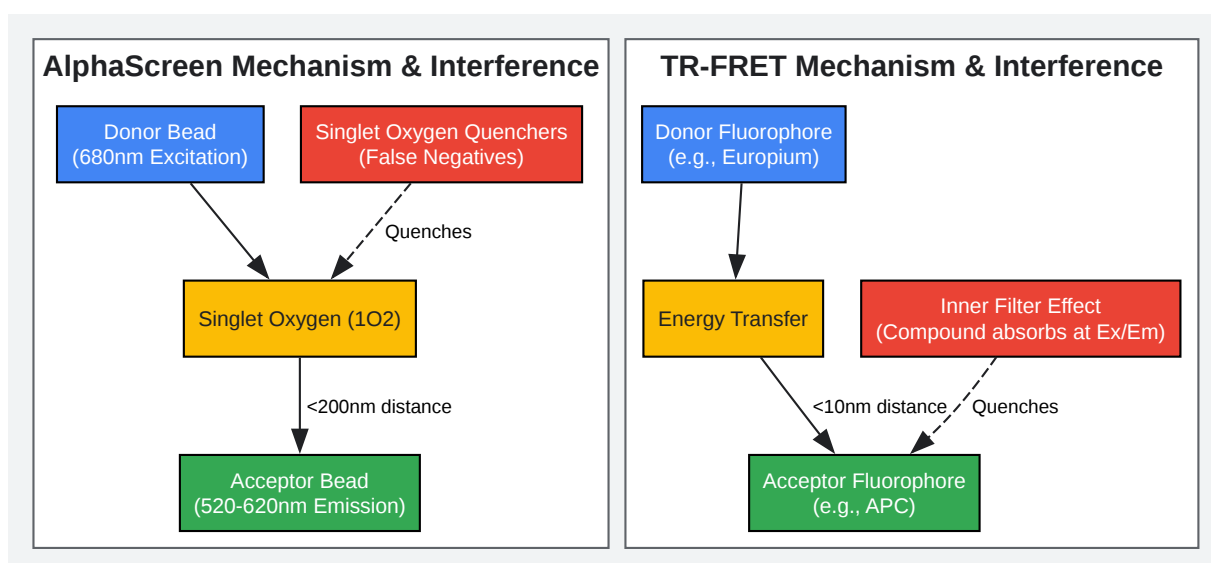 AlphaScreen Mechanism & Interference
Donor Bead
(680nm Excitation)
Singlet Oxygen Quenchers
(False Negatives)
Quenches
Singlet Oxygen (1O2)
<200nm distance
Acceptor Bead
(520-620nm Emission)
TR-FRET Mechanism & Interference
Donor Fluorophore
(e.g., Europium)
Energy Transfer
Inner Filter Effect
(Compound absorbs at Ex/Em)
<10nm distance
Quenches
Acceptor Fluorophore
(e.g., APC)